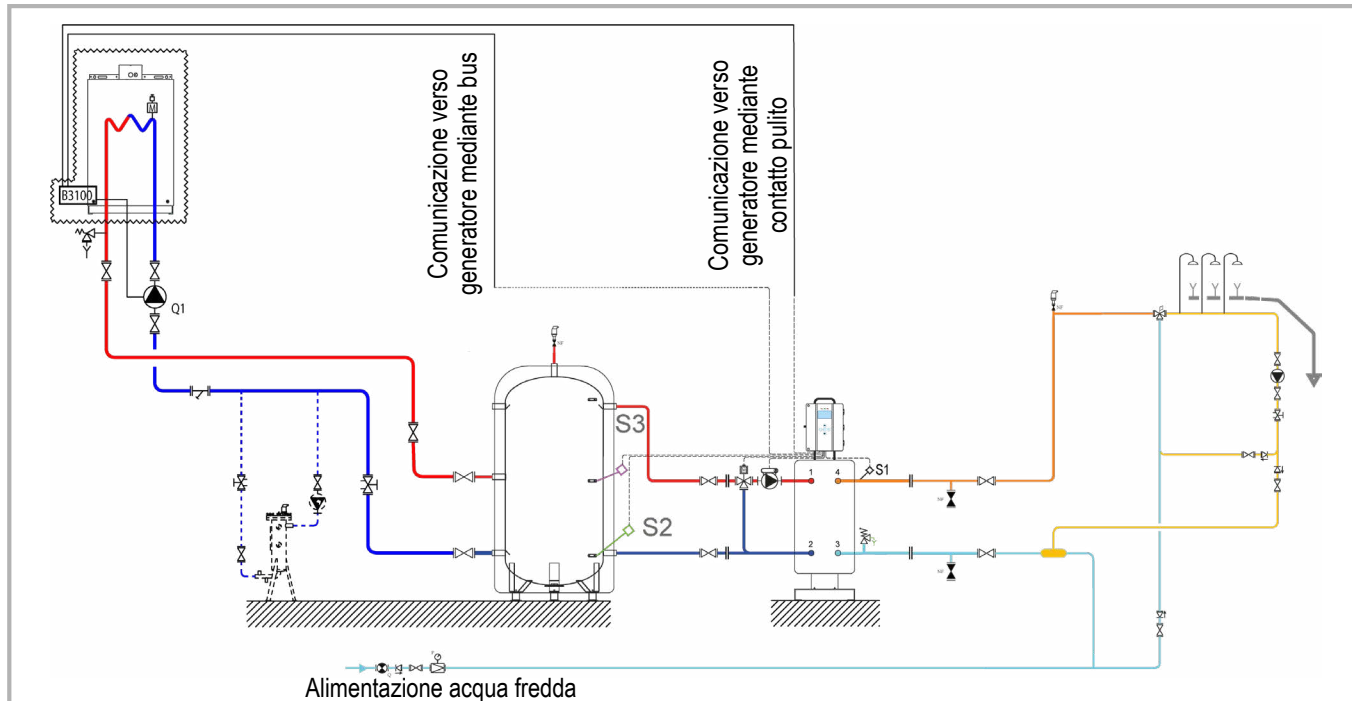 Comunicazione verso
generatore mediante bus
Comunicazione verso
generatore mediante
contatto pulito
M
B3100
Q1
S3
S2
S1
1
4
2
3
Alimentazione acqua fredda